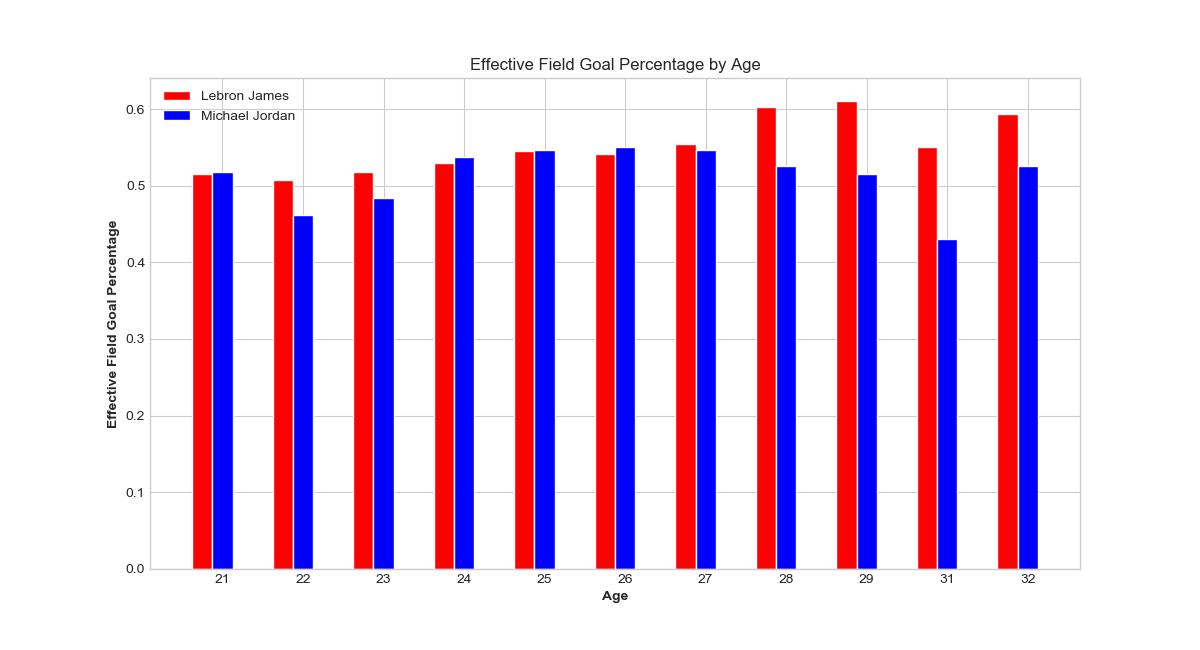 Effective Field Goal Percentage by Age
Lebron James
Michael Jordan
Effective Field Goal Percentage
0.6
0.5
0.4
0.3
0.2
0.1
0.0
21 22 23 24 25 26 27 28 29 31 32
Age